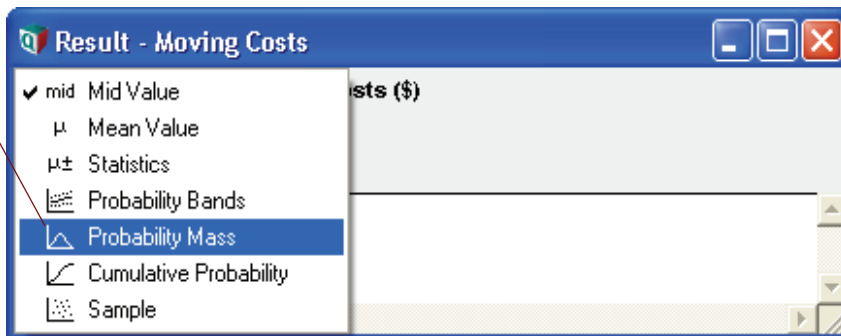 Result - Moving Costs
mid Mid Value
sts ($)
μ Mean Value
μ± Statistics
Probability Bands
Probability Mass
Cumulative Probability
Sample